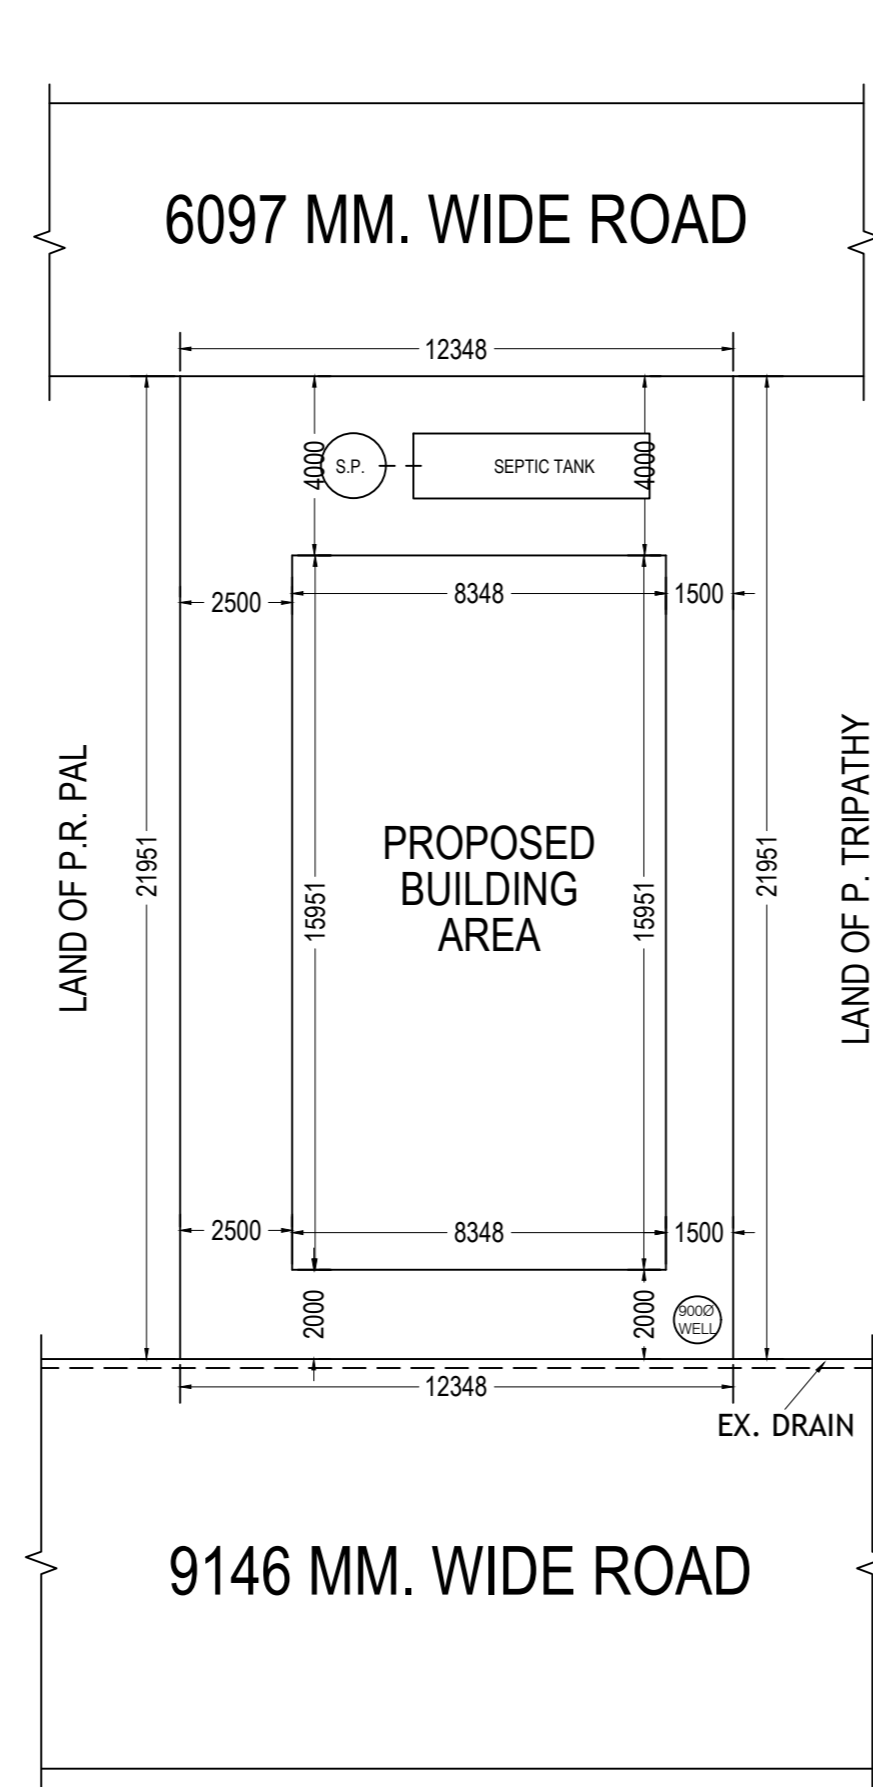 6097 MM. WIDE ROAD
12348
4000
S.P.
SEPTIC TANK
4000
2500
8348
1500
LAND OF P.R. PAL
21951
15951
PROPOSED
BUILDING
AREA
15951
21951
LAND OF P. TRIPATHY
2500
8348
1500
2000
2000
900Ø
WELL
12348
EX. DRAIN
9146 MM. WIDE ROAD